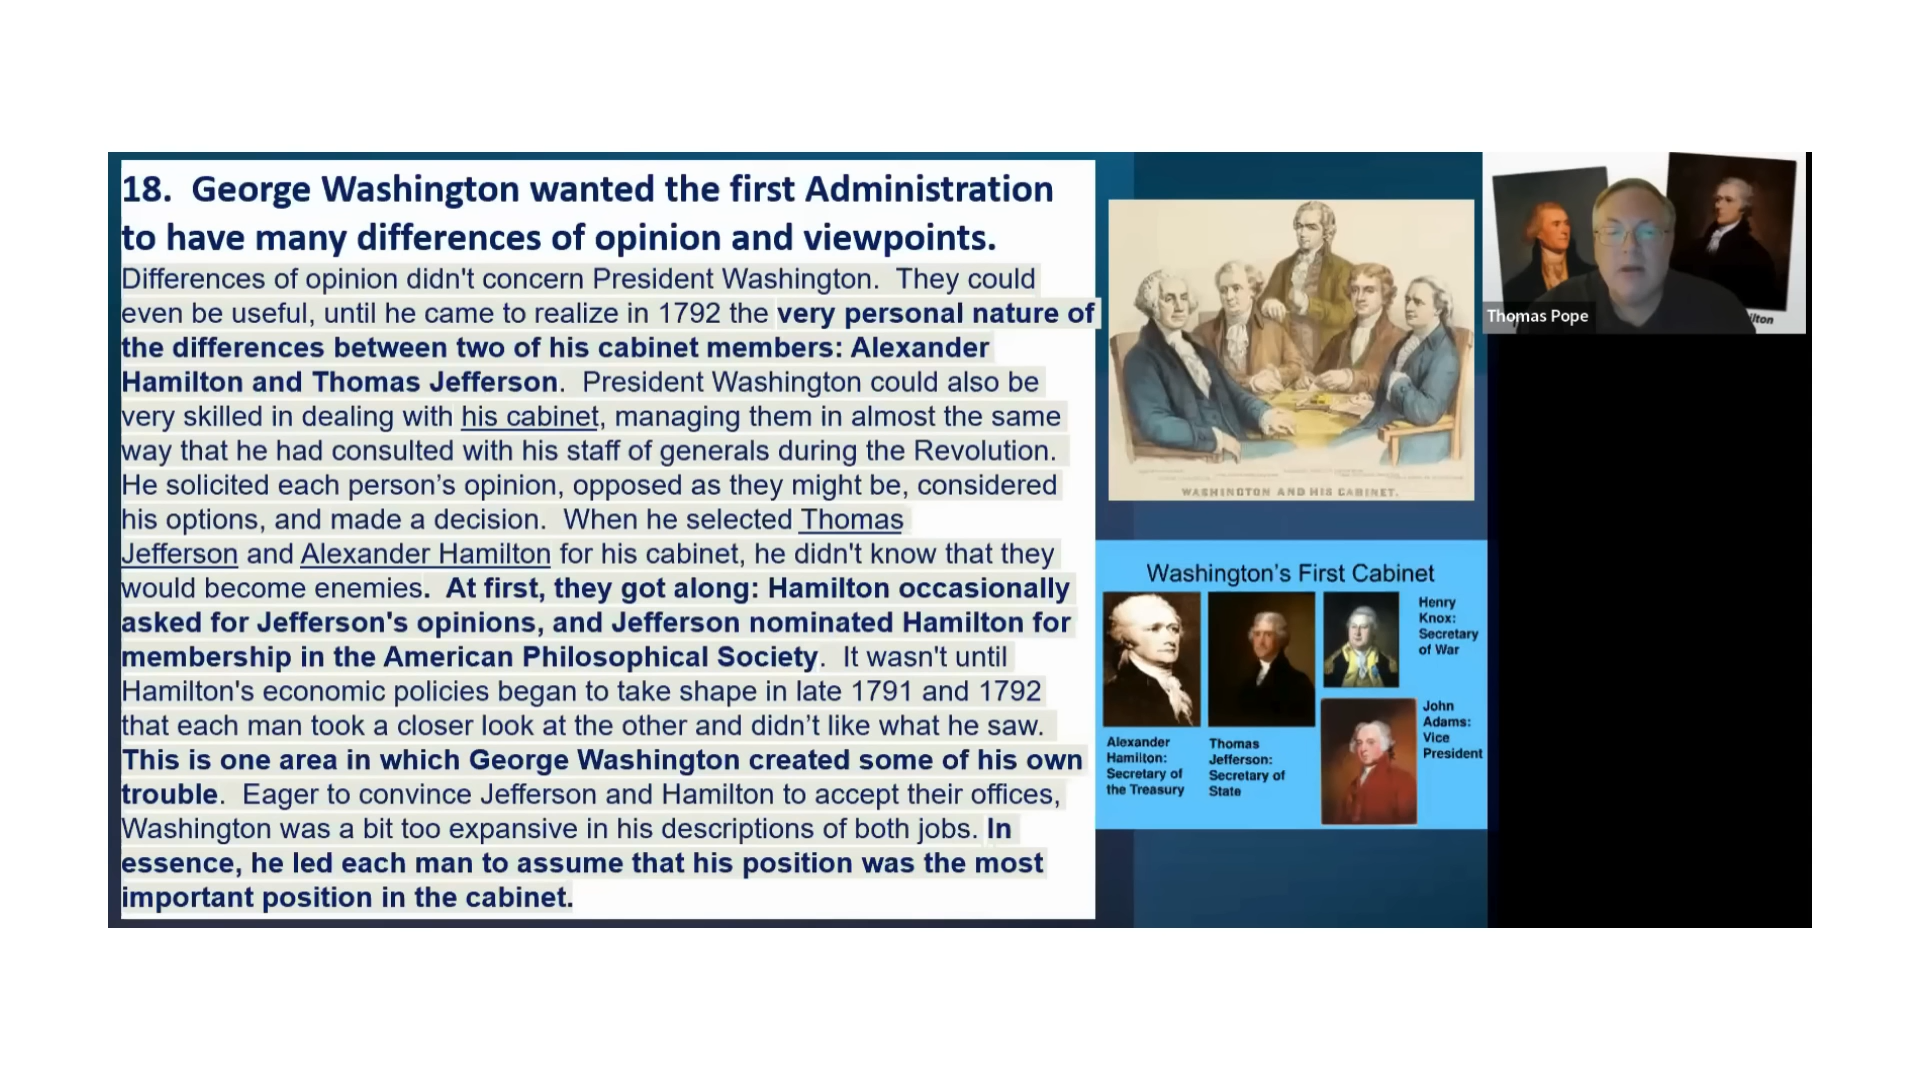 18. George Washington wanted the first Administration
to have many differences of opinion and viewpoints.
Differences of opinion didn't concern President Washington. They could
even be useful, until he came to realize in 1792 the very personal nature of
the differences between two of his cabinet members: Alexander
Hamilton and Thomas Jefferson. President Washington could also be
very skilled in dealing with his cabinet, managing them in almost the same
way that he had consulted with his staff of generals during the Revolution.
He solicited each person’s opinion, opposed as they might be, considered
his options, and made a decision. When he selected Thomas
Jefferson and Alexander Hamilton for his cabinet, he didn't know that they
would become enemies. At first, they got along: Hamilton occasionally
asked for Jefferson's opinions, and Jefferson nominated Hamilton for
membership in the American Philosophical Society. It wasn't until
Hamilton's economic policies began to take shape in late 1791 and 1792
that each man took a closer look at the other and didn’t like what he saw.
This is one area in which George Washington created some of his own
trouble. Eager to convince Jefferson and Hamilton to accept their offices,
Washington was a bit too expansive in his descriptions of both jobs. In
essence, he led each man to assume that his position was the most
important position in the cabinet.
WASHINGTON AND HIS CABINET.
Washington’s First Cabinet
Henry
Knox:
Secretary
of War
John
Adams:
Vice
President
Alexander
Hamilton:
Secretary of
the Treasury
Thomas
Jefferson:
Secretary of
State
Thomas Pope